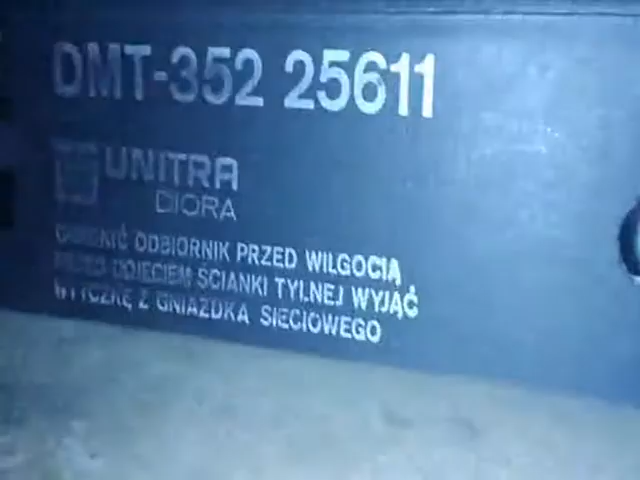 DMT-352 25611
UNITRA
DIORA
CHRONIĆ ODBIORNIK PRZED WILGOCIĄ
PRZED ZDJĘCIEM ŚCIANKI TYLNEJ WYJĄĆ
WTYCZKĘ Z GNIAZDKA SIECIOWEGO